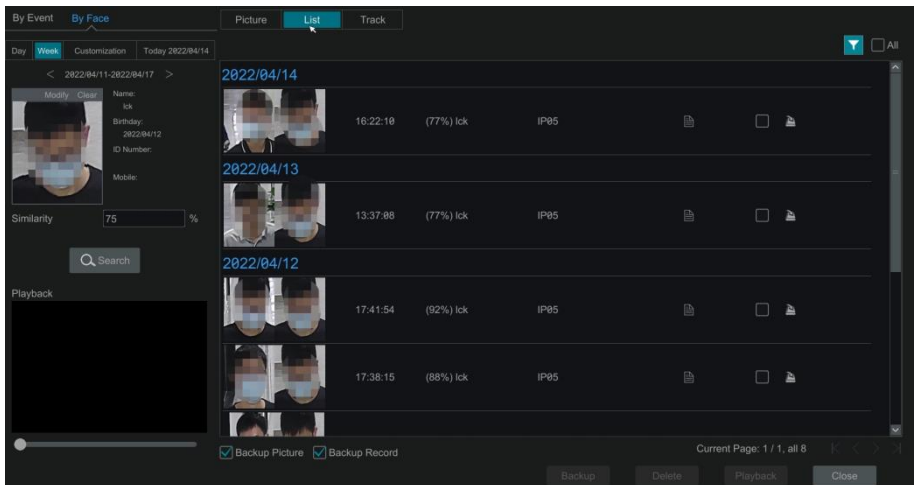 By Event By Face
Picture List Track
Day Week Customization Today 2022/04/14
All
< 2022/04/11-2022/04/17 >
Modify Clear
Name:
lck
Birthday:
2022/04/12
ID Number:
Mobile:
Similarity 75 %
Search
Playback
2022/04/14
16:22:10 (77%) lck IP05
2022/04/13
13:37:08 (77%) lck IP05
2022/04/12
17:41:54 (92%) lck IP05
17:38:15 (88%) lck IP05
Backup Picture Backup Record
Current Page: 1 / 1, all 8
Backup Delete Playback Close